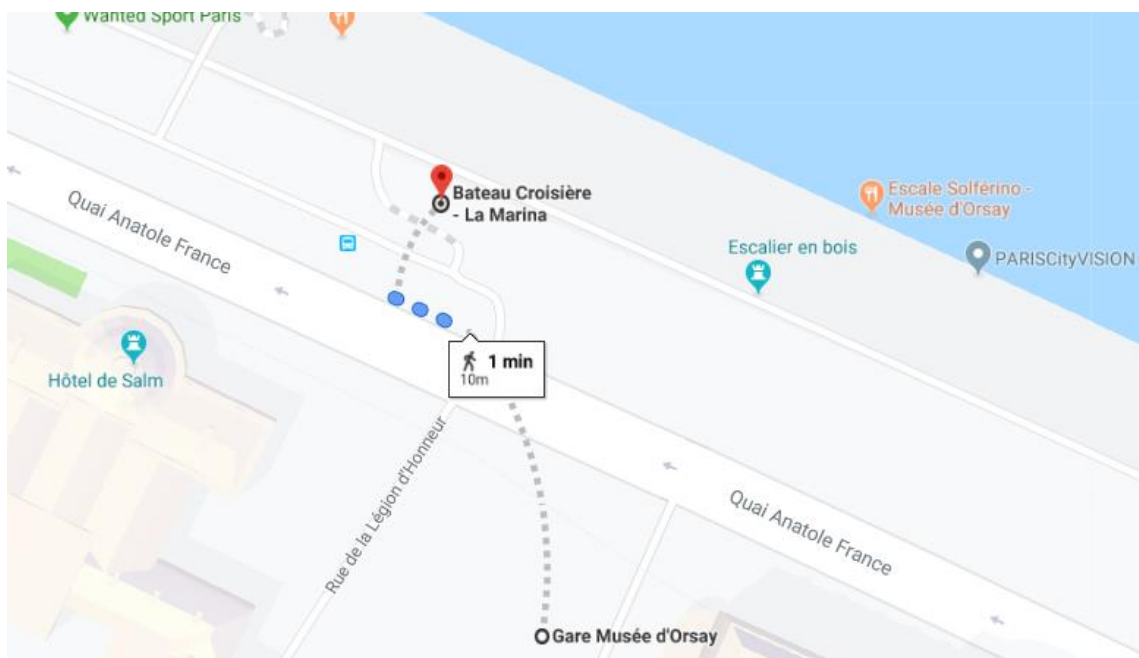 Wanted Sport Paris
Bateau Croisière
- La Marina
Escale Solférino -
Musée d'Orsay
Quai Anatole France
Escalier en bois
PARISCityVISION
1 min
10m
Hôtel de Salm
Rue de la Légion d'Honneur
Quai Anatole France
Gare Musée d'Orsay